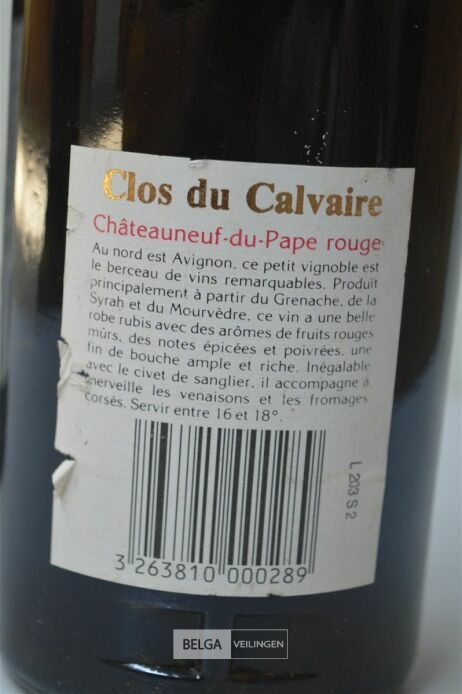 Clos du Calvaire
Châteauneuf-du-Pape rouge
Au nord est Avignon, ce petit vignoble est
le berceau de vins remarquables. Produit
principalement à partir du Grenache, de la
Syrah et du Mourvèdre, ce vin a une belle
robe rubis avec des arômes de fruits rouges
mûrs, des notes épicées et poivrées, une
fin de bouche ample et riche. Inégalable
avec le civet de sanglier, il accompagne à
merveille les venaisons et les fromages
corsés. Servir entre 16 et 18°.
L 203 S 2
3 263810 000289
BELGA VEILINGEN